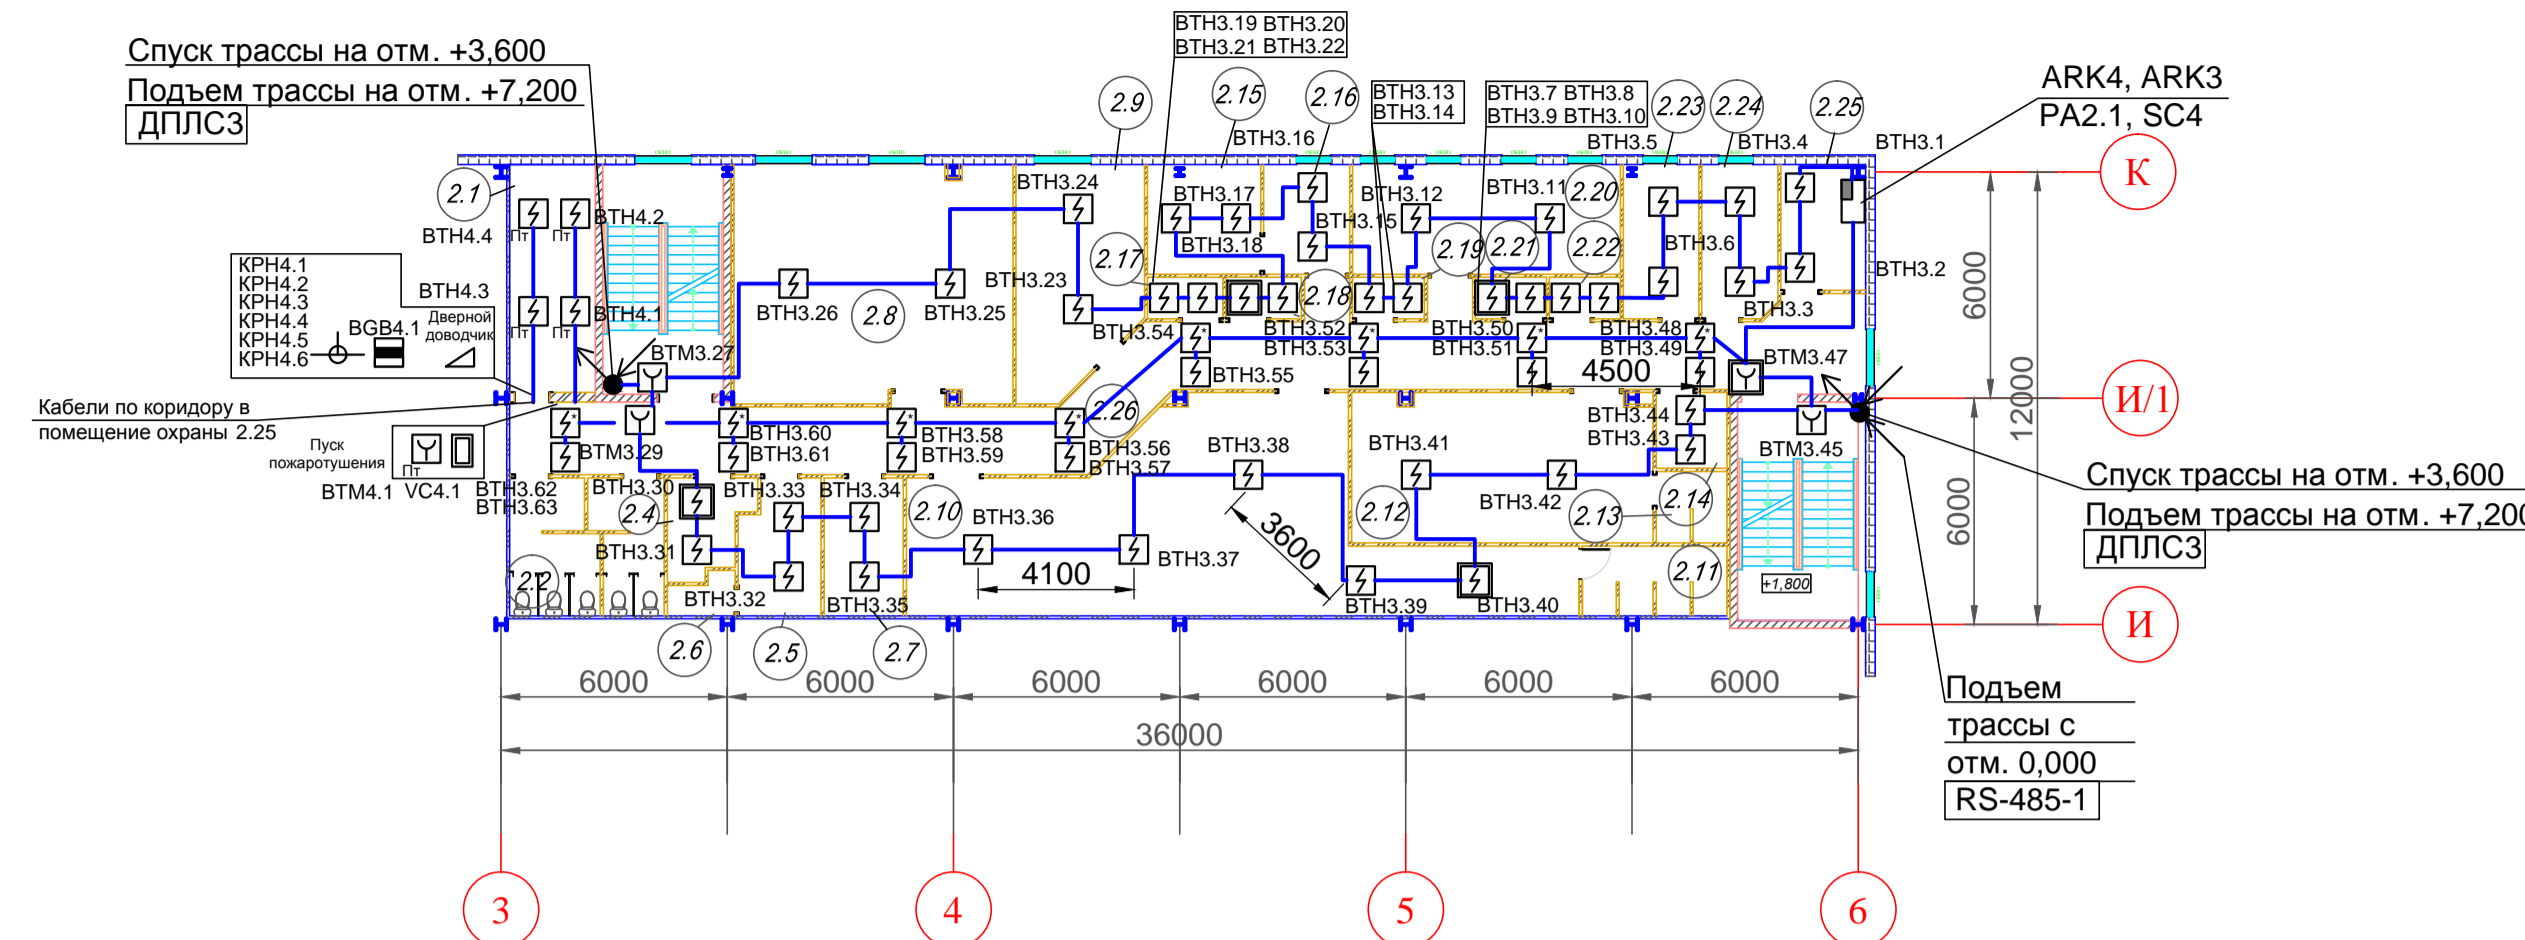 Спуск трассы на отм. +3,600
Подъем трассы на отм. +7,200
ДПЛС3
ВТН3.19 ВТН3.20
ВТН3.21 ВТН3.22
ВТН3.13
ВТН3.14
ВТН3.7 ВТН3.8
ВТН3.9 ВТН3.10
ARK4, ARK3
PA2.1, SC4
2.9
2.15
2.16
2.23
2.24
2.25
ВТН3.16
ВТН3.5
ВТН3.4
ВТН3.1
К
2.1
ВТН3.24
ВТН3.17
ВТН3.12
ВТН3.11
2.20
ВТН4.2
ВТН4.4
Пт
Пт
ВТН3.15
ВТН3.18
2.19
2.21
2.22
ВТН3.6
2.17
КРН4.1
КРН4.2
КРН4.3
КРН4.4
КРН4.5
КРН4.6
BGB4.1
Дверной
доводчик
ВТН4.3
ВТН4.1
Пт
Пт
ВТН3.26
2.8
ВТН3.25
ВТН3.23
2.18
ВТН3.2
ВТН3.3
6000
ВТН3.54
ВТН3.52
ВТН3.53
ВТН3.50
ВТН3.51
ВТН3.48
ВТН3.49
ВТМ3.27
ВТМ3.47
ВТН3.55
4500
12000
И/1
Кабели по коридору в
помещение охраны 2.25
2.26
Пуск
пожаротушения
Пт
ВТМ4.1 VC4.1
ВТМ3.29
ВТН3.60
ВТН3.61
ВТН3.58
ВТН3.59
ВТН3.56
ВТН3.57
ВТН3.38
ВТН3.41
ВТН3.44
ВТН3.43
ВТМ3.45
Спуск трассы на отм. +3,600
Подъем трассы на отм. +7,200
ДПЛС3
ВТН3.62
ВТН3.63
ВТН3.30
ВТН3.33
ВТН3.34
2.4
2.10
ВТН3.36
ВТН3.42
2.12
2.13
2.14
6000
3600
ВТН3.31
ВТН3.37
4100
2.2
2.11
+1,800
ВТН3.32
ВТН3.35
ВТН3.39
ВТН3.40
2.6
2.5
2.7
И
6000
6000
6000
6000
6000
6000
36000
Подъем
трассы с
отм. 0,000
RS-485-1
3
4
5
6